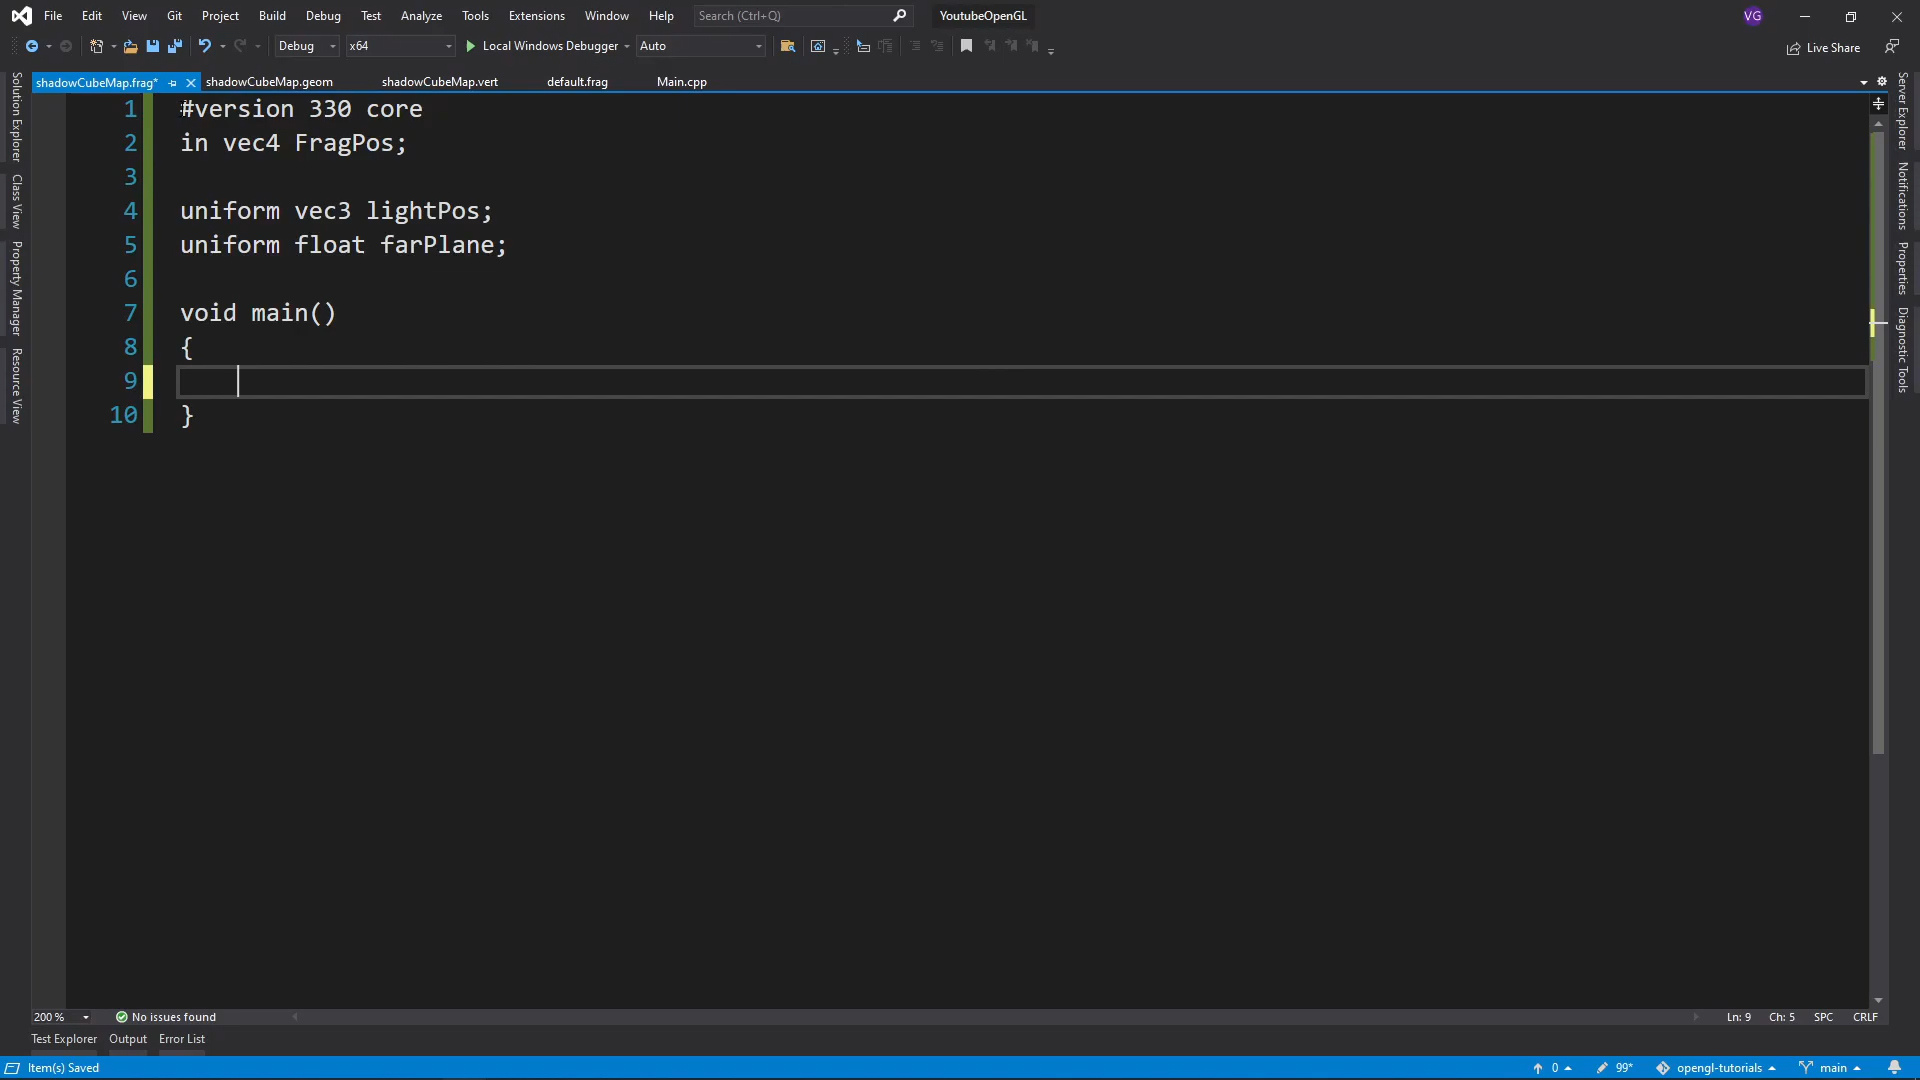 File Edit View Git Project Build Debug Test Analyze Tools Extensions Window Help Search (Ctrl+Q) YoutubeOpenGL VG
Debug x64 Local Windows Debugger Auto Live Share
shadowCubeMap.frag* shadowCubeMap.geom shadowCubeMap.vert default.frag Main.cpp
Solution Explorer
Class View
Property Manager
Resource View
1 #version 330 core
2 in vec4 FragPos;
3
4 uniform vec3 lightPos;
5 uniform float farPlane;
6
7 void main()
8 {
9
10 }
Server Explorer
Notifications
Properties
Diagnostic Tools
200 % No issues found Ln: 9 Ch: 5 SPC CRLF
Test Explorer Output Error List
Item(s) Saved 0 99* opengl-tutorials main